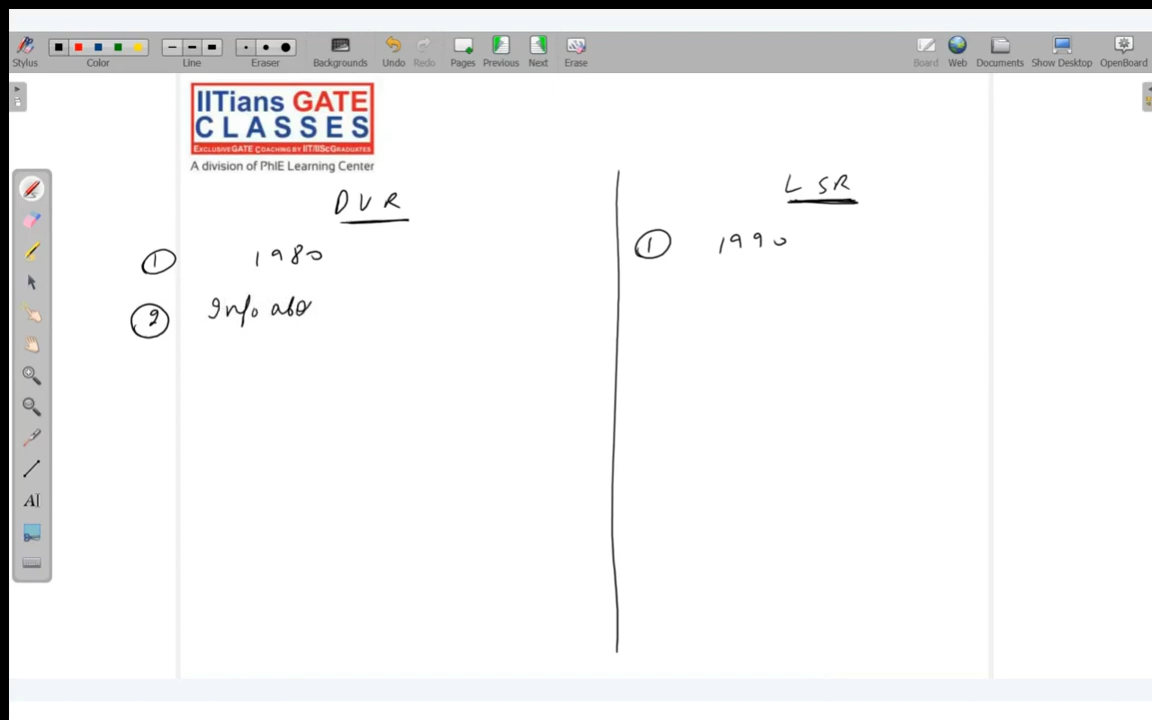 Stylus
Color
Line
Eraser
Backgrounds
Undo
Redo
Pages
Previous
Next
Erase
Board
Web
Documents
Show Desktop
OpenBoard
IITians GATE
CLASSES
EXCLUSIVE GATE COACHING BY IIT/IISc GRADUATES
A division of PhIE Learning Center
DVR
① 1980
② Info abo
LSR
① 1990
AI